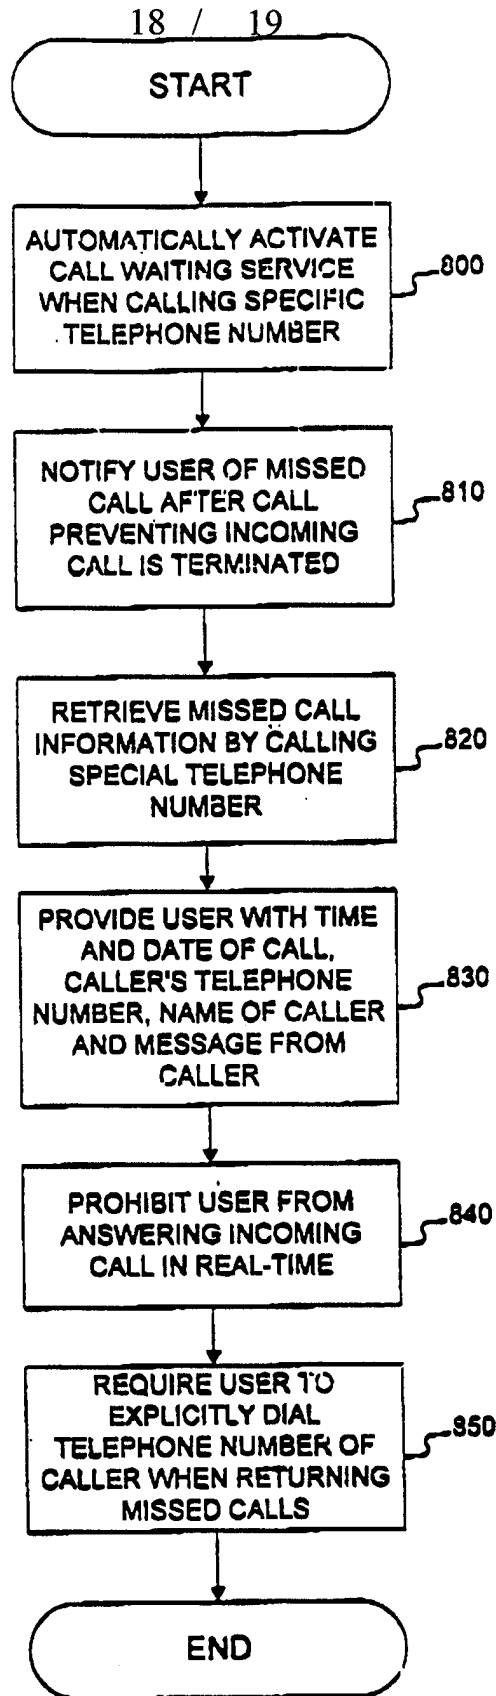 18 / 19
START
AUTOMATICALLY ACTIVATE
CALL WAITING SERVICE
WHEN CALLING SPECIFIC
TELEPHONE NUMBER
800
NOTIFY USER OF MISSED
CALL AFTER CALL
PREVENTING INCOMING
CALL IS TERMINATED
810
RETRIEVE MISSED CALL
INFORMATION BY CALLING
SPECIAL TELEPHONE
NUMBER
820
PROVIDE USER WITH TIME
AND DATE OF CALL,
CALLER'S TELEPHONE
NUMBER, NAME OF CALLER
AND MESSAGE FROM
CALLER
830
PROHIBIT USER FROM
ANSWERING INCOMING
CALL IN REAL-TIME
840
REQUIRE USER TO
EXPLICITLY DIAL
TELEPHONE NUMBER OF
CALLER WHEN RETURNING
MISSED CALLS
850
END